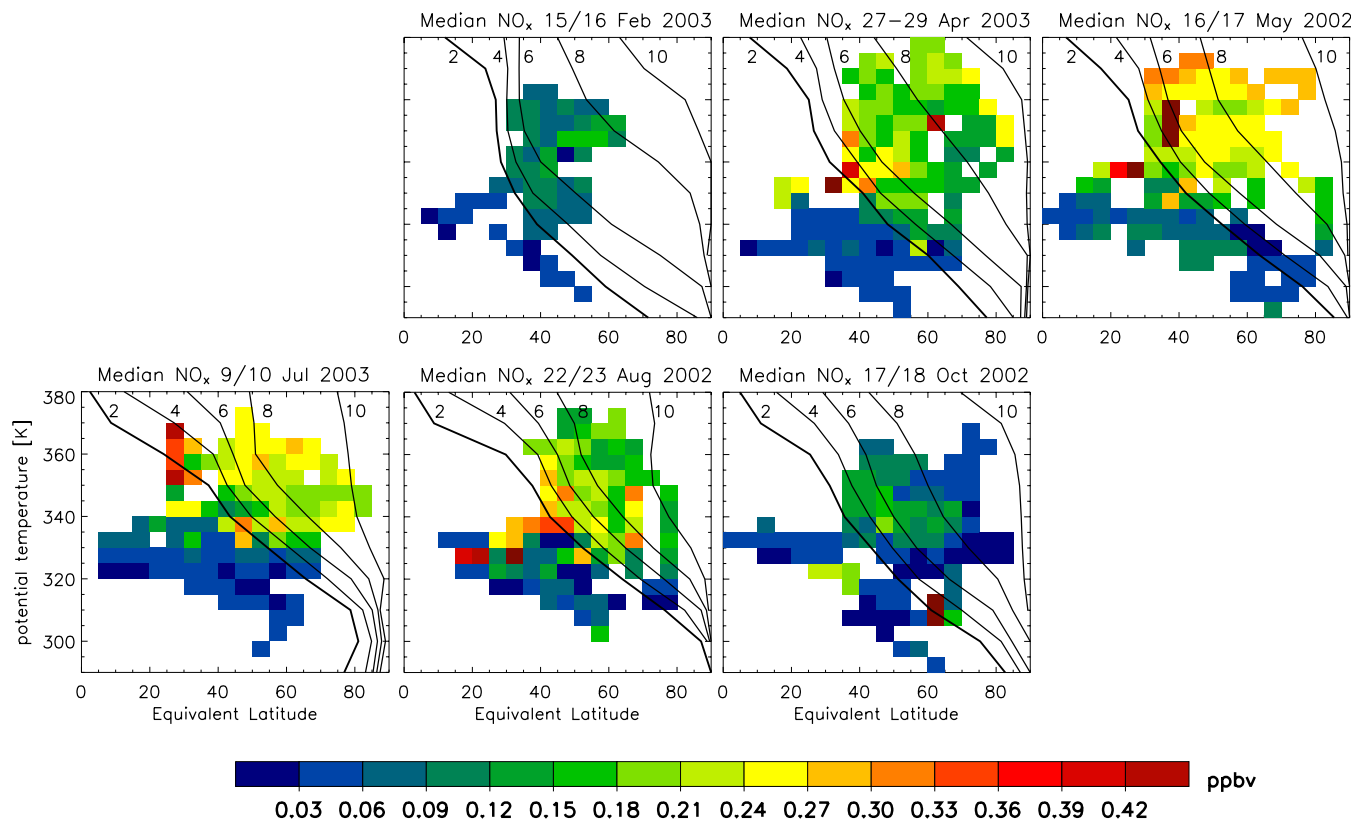 Median NOx 15/16 Feb 2003
Median NOx 27−29 Apr 2003
Median NOx 16/17 May 2002
2 4 6 8 10
2 4 6 8 10
2 4 6 8 10
0 20 40 60 80
0 20 40 60 80
0 20 40 60 80
Median NOx 9/10 Jul 2003
Median NOx 22/23 Aug 2002
Median NOx 17/18 Oct 2002
2 4 6 8 10
2 4 6 8 10
2 4 6 8 10
380
360
340
320
300
potential temperature [K]
0 20 40 60 80
0 20 40 60 80
0 20 40 60 80
Equivalent Latitude
Equivalent Latitude
Equivalent Latitude
ppbv
0.03 0.06 0.09 0.12 0.15 0.18 0.21 0.24 0.27 0.30 0.33 0.36 0.39 0.42